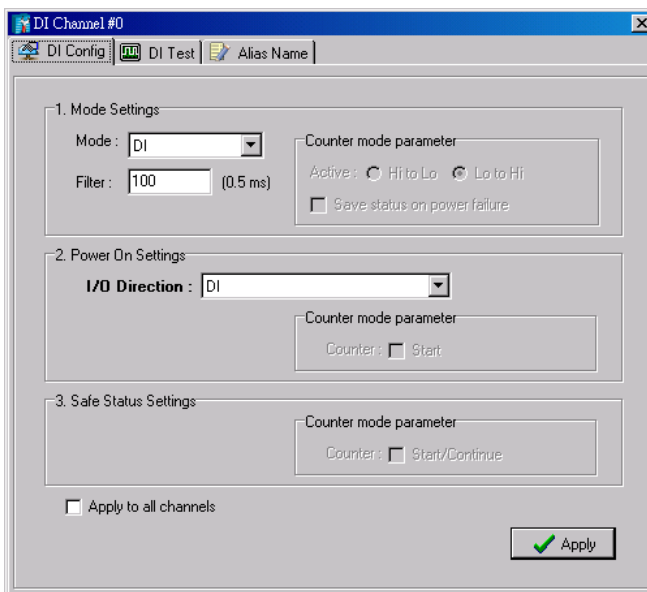 DI Channel #0
DI Config DI Test Alias Name
1. Mode Settings
Mode : DI
Filter : 100 (0.5 ms)
Counter mode parameter
Active : Hi to Lo Lo to Hi
Save status on power failure
2. Power On Settings
I/O Direction : DI
Counter mode parameter
Counter : Start
3. Safe Status Settings
Counter mode parameter
Counter : Start/Continue
Apply to all channels
Apply